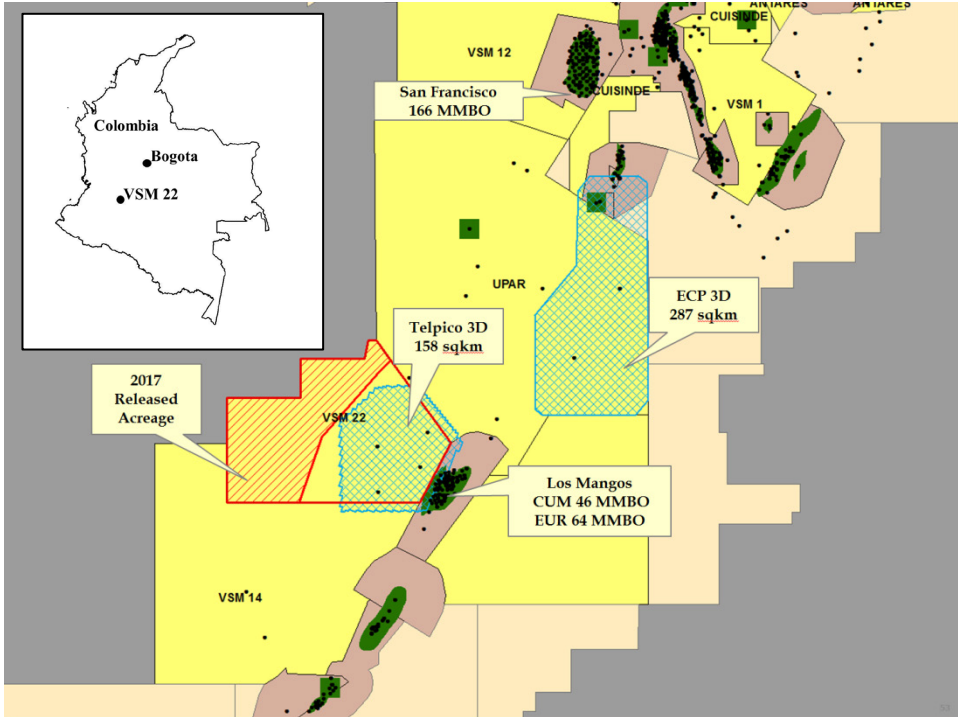 ANTARES
ANTARES
CUISINDE
VSM 12
San Francisco
166 MMBO
CUISINDE
VSM 1
Colombia
Bogota
VSM 22
UPAR
ECP 3D
287 sqkm
Telpico 3D
158 sqkm
2017
Released
Acreage
VSM 22
Los Mangos
CUM 46 MMBO
EUR 64 MMBO
VSM 14